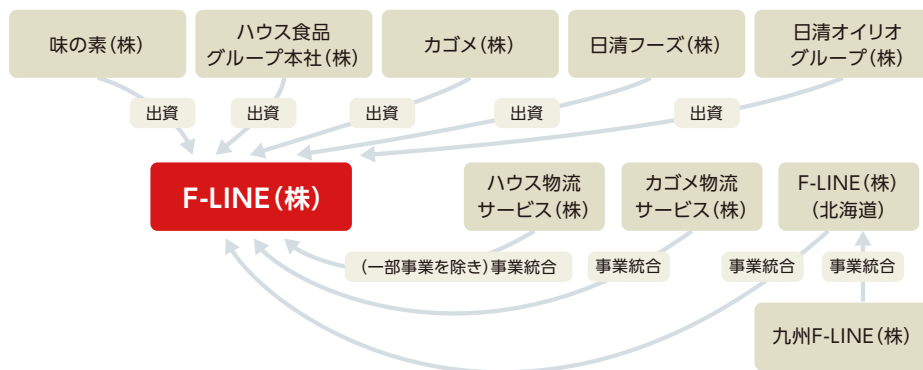 味の素（株）
ハウス食品
グループ本社（株）
カゴメ（株）
日清フーズ（株）
日清オイリオ
グループ（株）
出資
出資
出資
出資
出資
F-LINE（株）
ハウス物流
サービス（株）
カゴメ物流
サービス（株）
F-LINE（株）
（北海道）
（一部事業を除き）事業統合
事業統合
事業統合
事業統合
九州F-LINE（株）